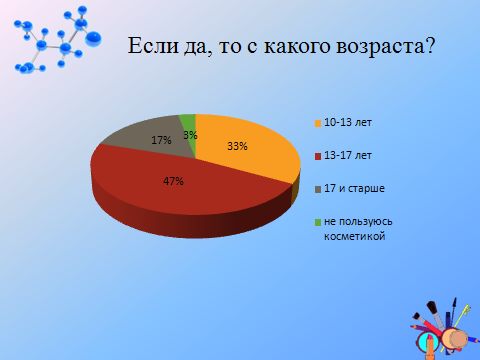 Если да, то с какого возраста?
33%
47%
17%
3%
10-13 лет
13-17 лет
17 и старше
не пользуюсь
косметикой